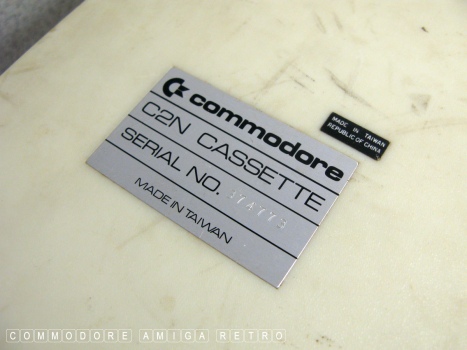 commodore
C2N CASSETTE
SERIAL NO.
MADE IN TAIWAN
MADE IN TAIWAN
REPUBLIC OF CHINA
COMMODORE AMIGA RETRO